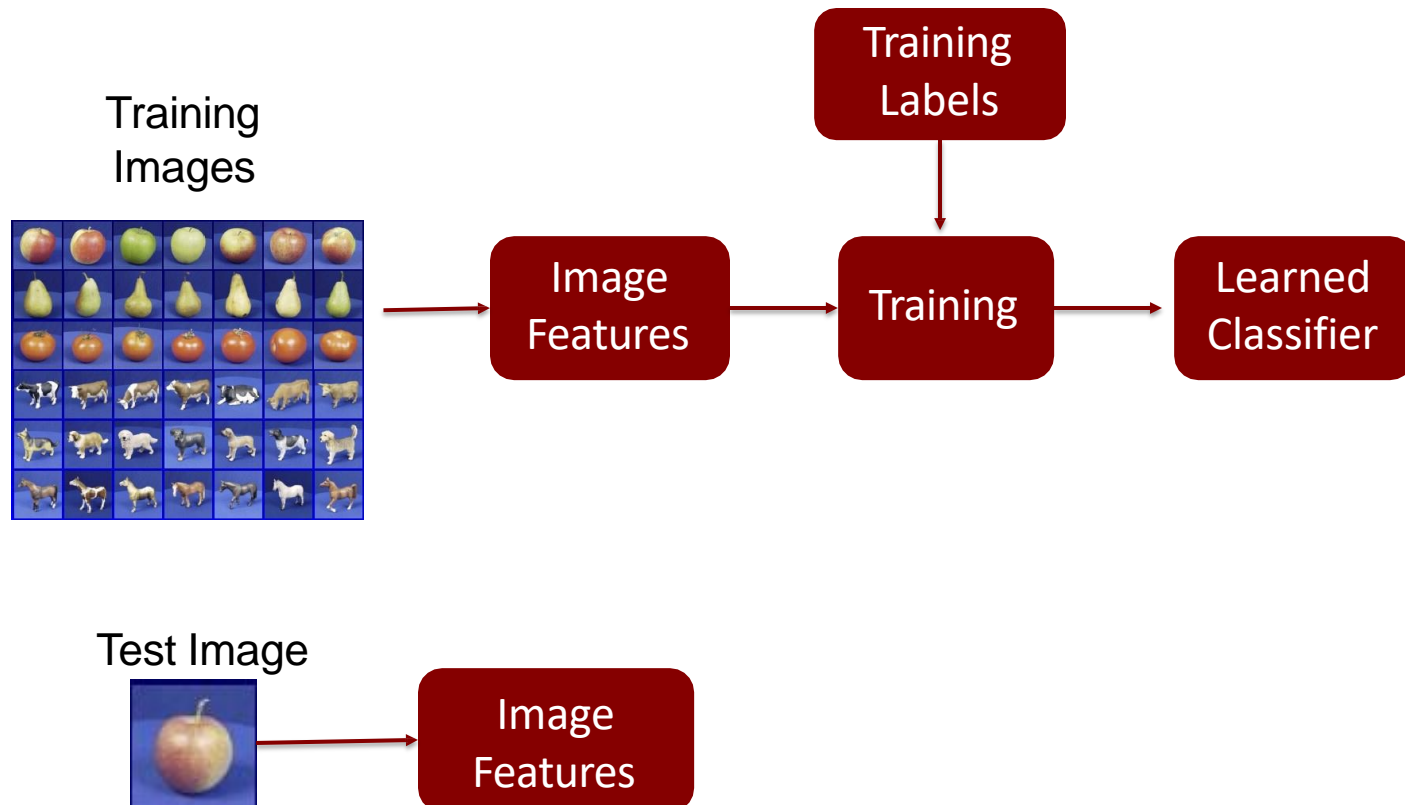 Training
Labels
Training
Images
Image
Features
Training
Learned
Classifier
Test Image
Image
Features